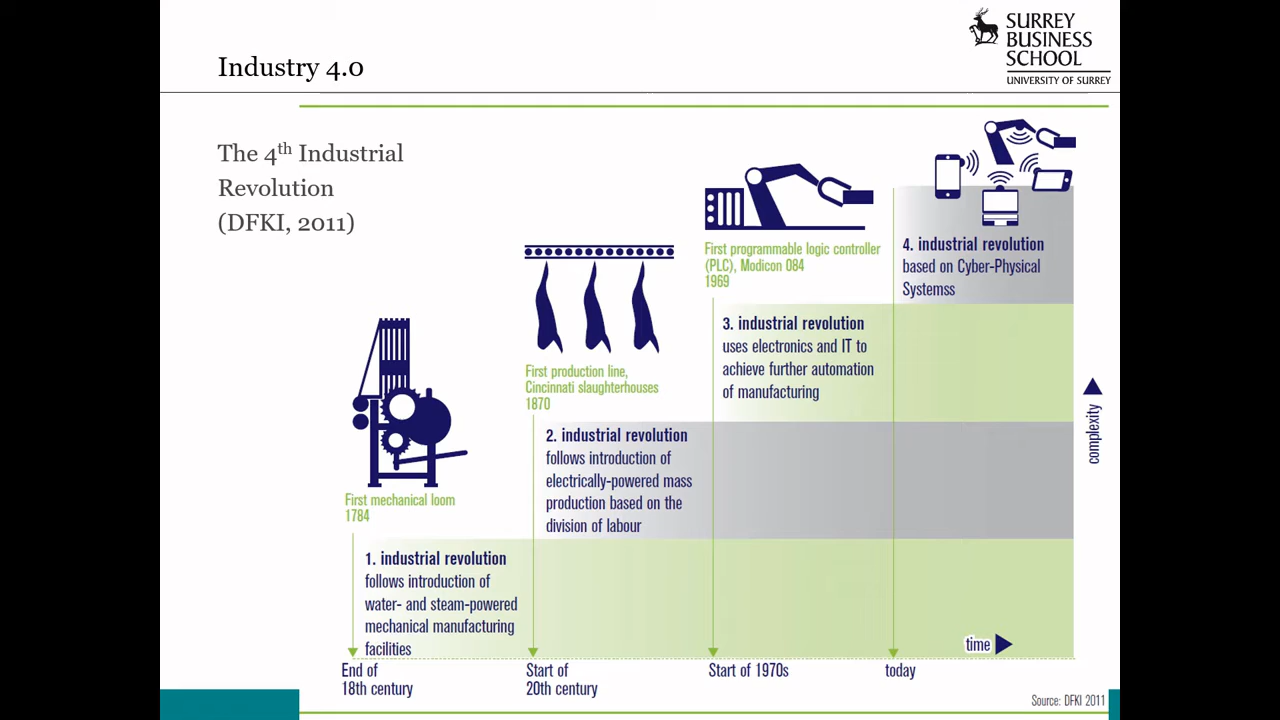 SURREY
BUSINESS
SCHOOL
UNIVERSITY OF SURREY
Industry 4.0
The 4th Industrial
Revolution
(DFKI, 2011)
First mechanical loom
1784
1. industrial revolution
follows introduction of
water- and steam-powered
mechanical manufacturing
facilities
End of
18th century
First production line,
Cincinnati slaughterhouses
1870
2. industrial revolution
follows introduction of
electrically-powered mass
production based on the
division of labour
Start of
20th century
First programmable logic controller
(PLC), Modicon 084
1969
3. industrial revolution
uses electronics and IT to
achieve further automation
of manufacturing
Start of 1970s
4. industrial revolution
based on Cyber-Physical
Systemss
today
time
complexity
Source: DFKI 2011